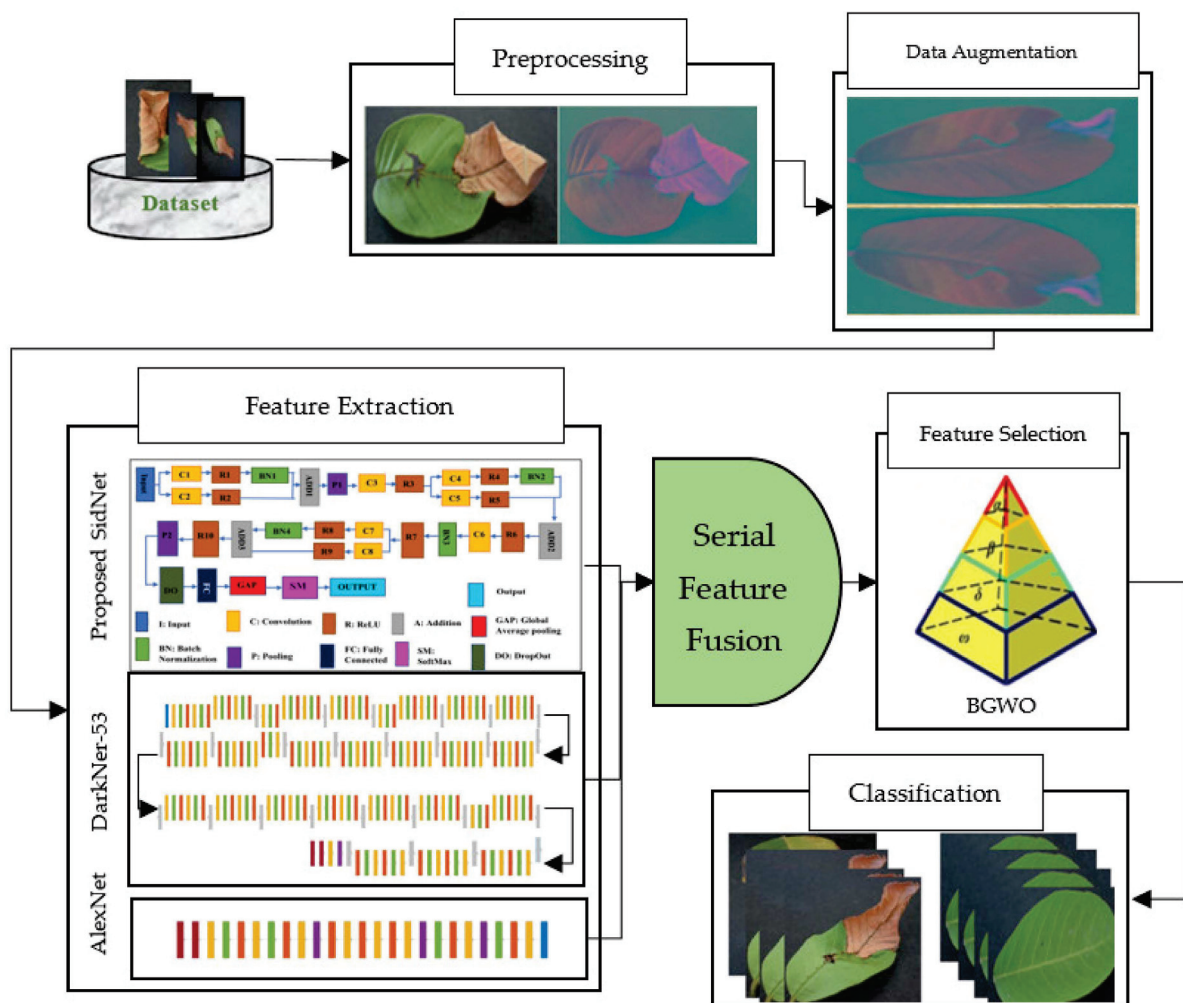 Preprocessing
Data Augmentation
Dataset
Feature Extraction
Proposed SidNet
Input
C1
R1
BN1
C2
R2
ADD1
P1
C3
R3
C4
R4
BN2
C5
R5
P2
R10
ADD3
BN4
R8
C7
R9
C8
R7
BN3
C6
R6
ADD2
DO
FC
GAP
SM
OUTPUT
Output
I: Input
C: Convolution
R: ReLU
A: Addition
GAP: Global
Average pooling
BN: Batch
Normalization
P: Pooling
FC: Fully
Connected
SM:
SoftMax
DO: DropOut
DarkNer-53
AlexNet
Serial
Feature
Fusion
Feature Selection
α
β
δ
ω
BGWO
Classification